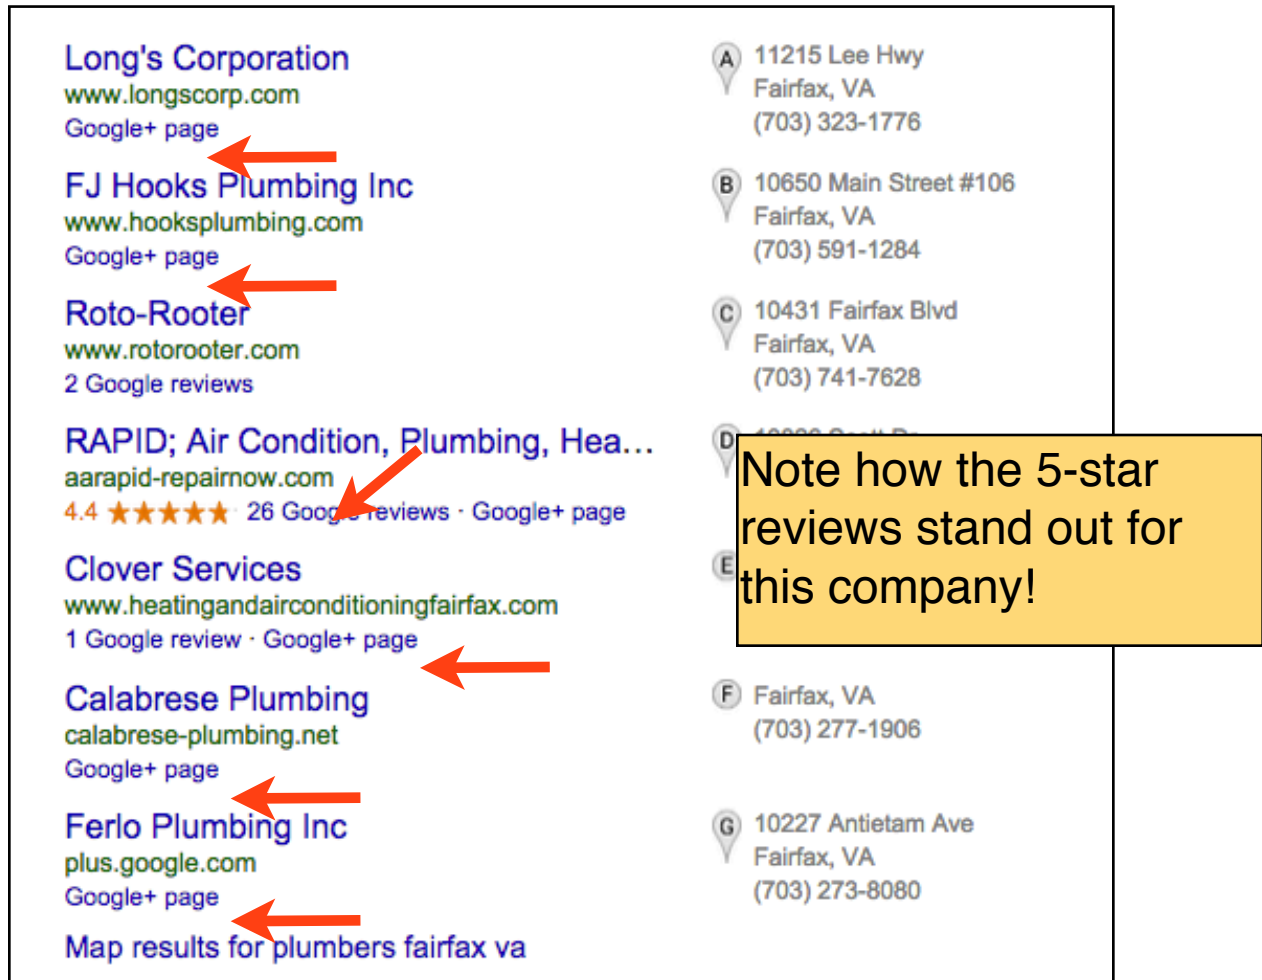 Long's Corporation
www.longscorp.com
Google+ page
A 11215 Lee Hwy
Fairfax, VA
(703) 323-1776
FJ Hooks Plumbing Inc
www.hooksplumbing.com
Google+ page
B 10650 Main Street #106
Fairfax, VA
(703) 591-1284
Roto-Rooter
www.rotorooter.com
2 Google reviews
C 10431 Fairfax Blvd
Fairfax, VA
(703) 741-7628
RAPID; Air Condition, Plumbing, Hea...
aarapid-repairnow.com
4.4 ★★★★★ 26 Google reviews · Google+ page
D
Note how the 5-star
reviews stand out for
this company!
Clover Services
www.heatingandairconditioningfairfax.com
1 Google review · Google+ page
E
Calabrese Plumbing
calabrese-plumbing.net
Google+ page
F Fairfax, VA
(703) 277-1906
Ferlo Plumbing Inc
plus.google.com
Google+ page
G 10227 Antietam Ave
Fairfax, VA
(703) 273-8080
Map results for plumbers fairfax va